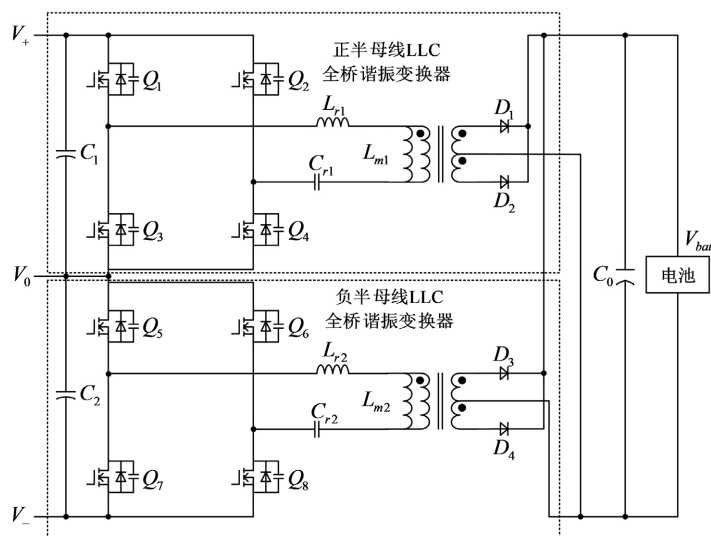 V+
正半母线LLC
全桥谐振变换器
Q1
Q2
Lr1
D1
C1
Lm1
Cr1
D2
Q3
Q4
Vbat
V0
C0
电池
负半母线LLC
全桥谐振变换器
Q5
Q6
Lr2
D3
C2
Lm2
Cr2
D4
Q7
Q8
V−